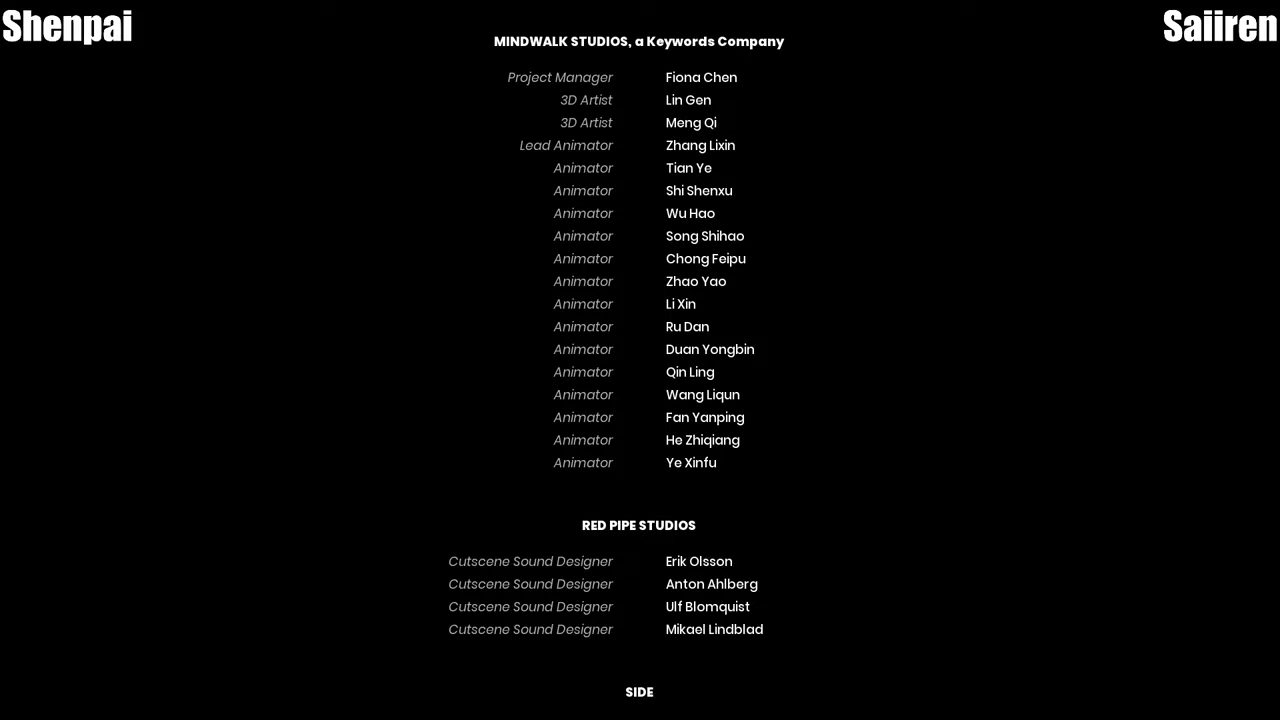 Shenpai
Saiiren
MINDWALK STUDIOS, a Keywords Company
Project Manager Fiona Chen
3D Artist Lin Gen
3D Artist Meng Qi
Lead Animator Zhang Lixin
Animator Tian Ye
Animator Shi Shenxu
Animator Wu Hao
Animator Song Shihao
Animator Chong Feipu
Animator Zhao Yao
Animator Li Xin
Animator Ru Dan
Animator Duan Yongbin
Animator Qin Ling
Animator Wang Liqun
Animator Fan Yanping
Animator He Zhiqiang
Animator Ye Xinfu
RED PIPE STUDIOS
Cutscene Sound Designer Erik Olsson
Cutscene Sound Designer Anton Ahlberg
Cutscene Sound Designer Ulf Blomquist
Cutscene Sound Designer Mikael Lindblad
SIDE